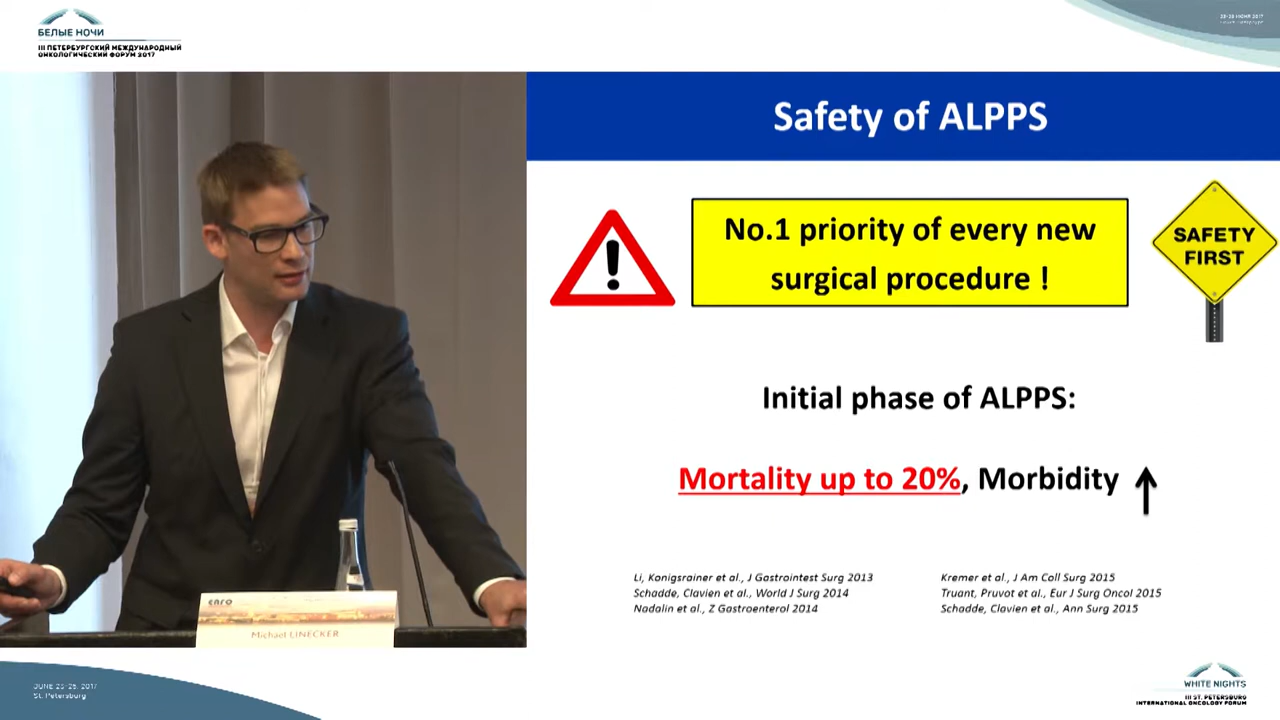 БЕЛЫЕ НОЧИ
III ПЕТЕРБУРГСКИЙ МЕЖДУНАРОДНЫЙ
ОНКОЛОГИЧЕСКИЙ ФОРУМ 2017
Safety of ALPPS
No.1 priority of every new
surgical procedure !
SAFETY
FIRST
Initial phase of ALPPS:
Mortality up to 20%, Morbidity
Li, Konigsrainer et al., J Gastrointest Surg 2013
Schadde, Clavien et al., World J Surg 2014
Nadalin et al., Z Gastroenterol 2014
Kremer et al., J Am Coll Surg 2015
Truant, Pruvot et al., Eur J Surg Oncol 2015
Schadde, Clavien et al., Ann Surg 2015
Michael LINECKER
St. Petersburg
WHITE NIGHTS
III ST. PETERSBURG
INTERNATIONAL ONCOLOGY FORUM